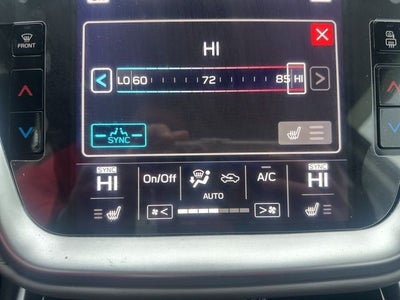 FRONT
HI
LO 60 72 85 HI
SYNC
SYNC
HI
On/Off
AUTO
A/C
SYNC
HI